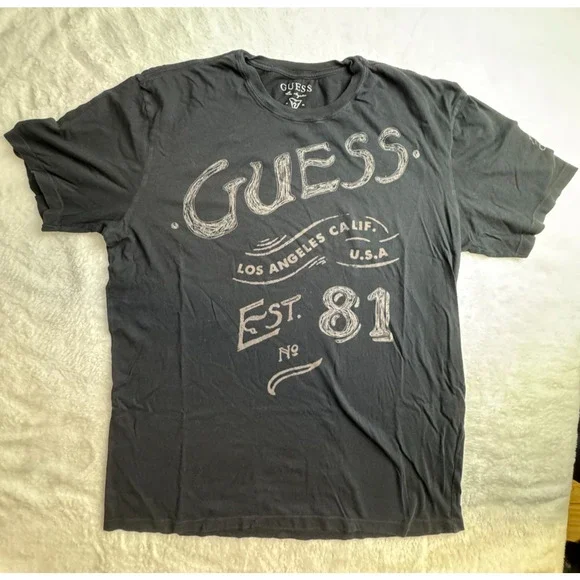 GUESS
GUESS
LOS ANGELES CALIF.
U.S.A
EST. 81
Nº